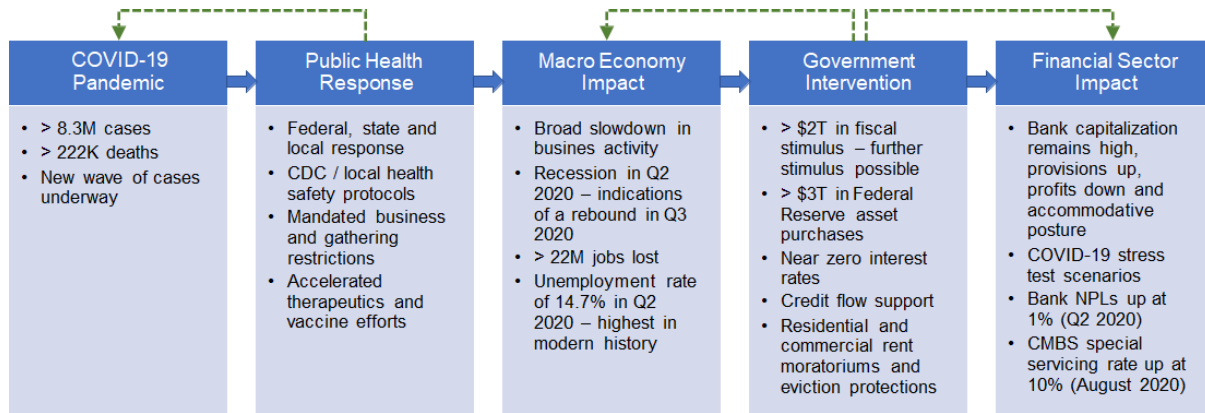 COVID-19
Pandemic
• > 8.3M cases
• > 222K deaths
• New wave of cases
underway
Public Health
Response
• Federal, state and
local response
• CDC / local health
safety protocols
• Mandated business
and gathering
restrictions
• Accelerated
therapeutics and
vaccine efforts
Macro Economy
Impact
• Broad slowdown in
busines activity
• Recession in Q2
2020 – indications
of a rebound in Q3
2020
• > 22M jobs lost
• Unemployment rate
of 14.7% in Q2
2020 – highest in
modern history
Government
Intervention
• > $2T in fiscal
stimulus – further
stimulus possible
• > $3T in Federal
Reserve asset
purchases
• Near zero interest
rates
• Credit flow support
• Residential and
commercial rent
moratoriums and
eviction protections
Financial Sector
Impact
• Bank capitalization
remains high,
provisions up,
profits down and
accommodative
posture
• COVID-19 stress
test scenarios
• Bank NPLs up at
1% (Q2 2020)
• CMBS special
servicing rate up at
10% (August 2020)